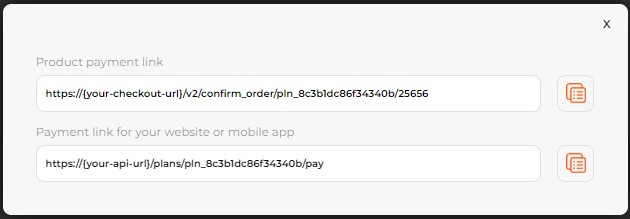 x
Product payment link
https://{your-checkout-url}/v2/confirm_order/pln_8c3b1dc86f34340b/25656
Payment link for your website or mobile app
https://{your-api-url}/plans/pln_8c3b1dc86f34340b/pay